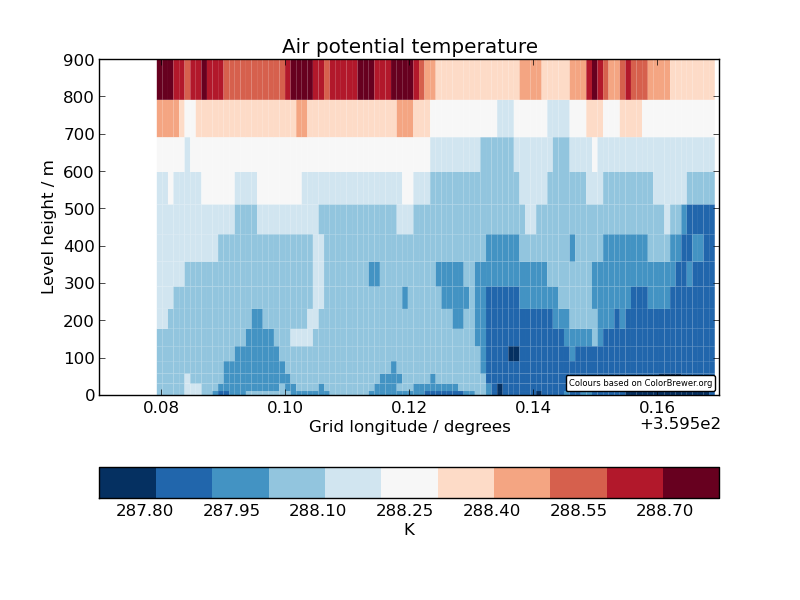 Air potential temperature
Level height / m
900
800
700
600
500
400
300
200
100
0
Colours based on ColorBrewer.org
0.08 0.10 0.12 0.14 0.16
+3.595e2
Grid longitude / degrees
287.80 287.95 288.10 288.25 288.40 288.55 288.70
K